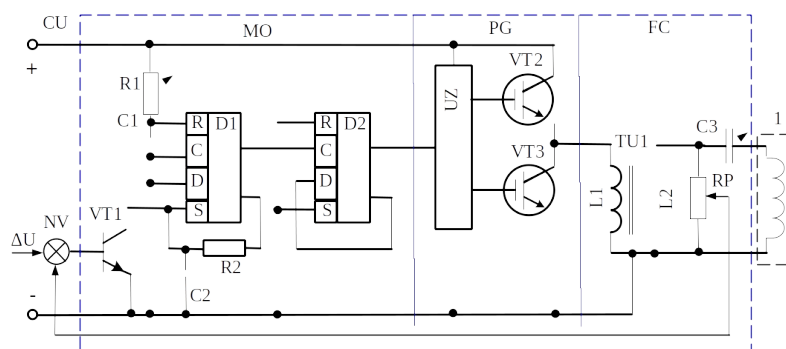 CU MO PG FC
+
R1
C1
R D1
C
D
S
R D2
C
D
S
UZ
VT2
VT3
TU1
C3
1
L1
L2
RP
NV
VT1
ΔU
R2
C2
-